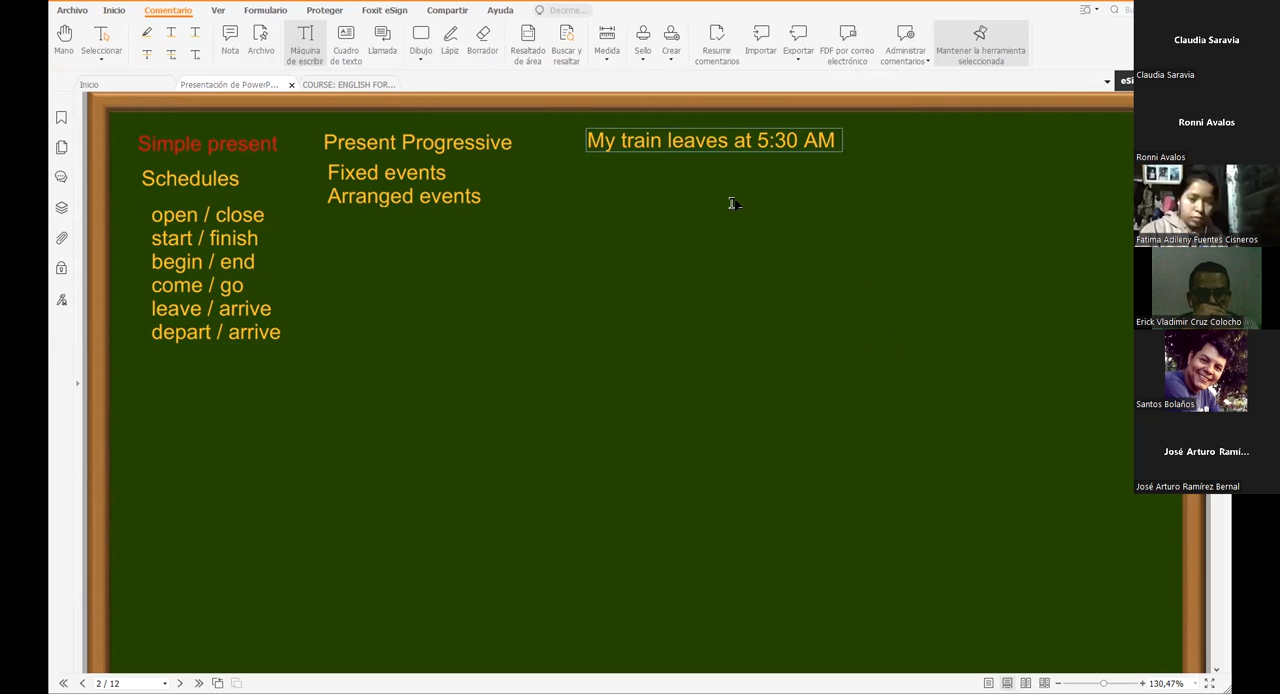 Archivo Inicio Comentario Ver Formulario Proteger Foxit eSign Compartir Ayuda Decirme...
Mano Seleccionar Nota Archivo Máquina de escribir Cuadro de texto Llamada Dibujo Lápiz Borrador Resaltado de área Buscar y resaltar Medida Sello Crear Resumir comentarios Importar Exportar FDF por correo electrónico Administrar comentarios Mantener la herramienta seleccionada
Inicio Presentación de PowerP... COURSE: ENGLISH FOR...
Simple present Present Progressive My train leaves at 5:30 AM
Schedules Fixed events
Arranged events
open / close
start / finish
begin / end
come / go
leave / arrive
depart / arrive
Claudia Saravia
Claudia Saravia
Ronni Avalos
Ronni Avalos
Fatima Adileny Fuentes Cisneros
Erick Vladimir Cruz Colocho
Santos Bolaños
José Arturo Ramí...
José Arturo Ramírez Bernal
2 / 12 130,47%